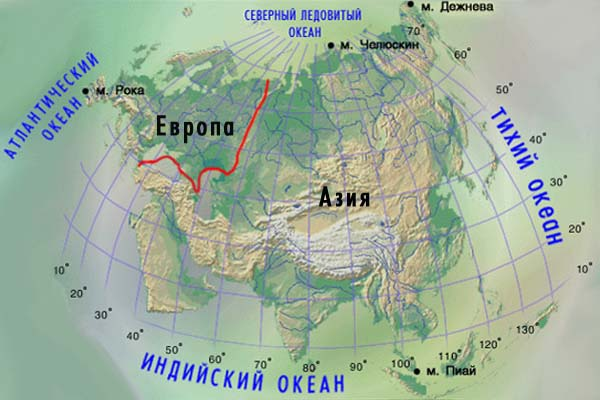 м. Дежнева
СЕВЕРНЫЙ ЛЕДОВИТЫЙ
ОКЕАН
м. Челюскин
70°
60°
50°
40°
30°
20°
10°
АТЛАНТИЧЕСКИЙ
ОКЕАН
м. Рока
ТИХИЙ ОКЕАН
Европа
Азия
10°
20°
30°
40°
50°
60°
72°
80°
90°
100°
110°
120°
130°
ИНДИЙСКИЙ ОКЕАН
м. Пиай